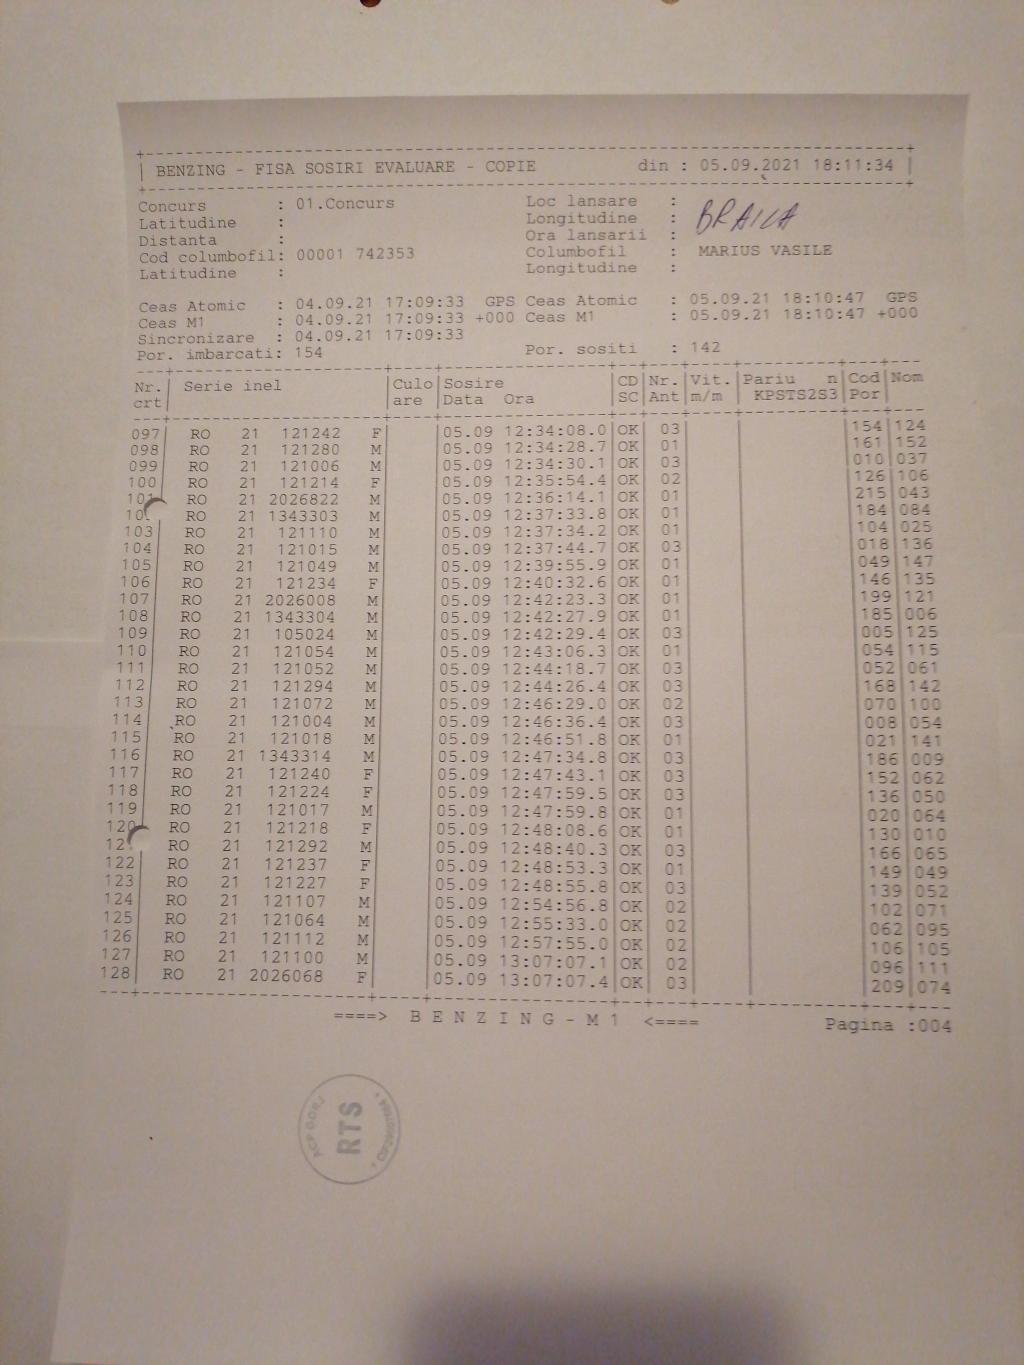 BENZING - FISA SOSIRI EVALUARE - COPIE din : 05.09.2021 18:11:34
Concurs : 01.Concurs Loc lansare : BRAILA
Latitudine : Longitudine :
Distanta : Ora lansarii :
Cod columbofil: 00001 742353 Columbofil : MARIUS VASILE
Latitudine : Longitudine :
Ceas Atomic : 04.09.21 17:09:33 GPS Ceas Atomic : 05.09.21 18:10:47 GPS
Ceas M1 : 04.09.21 17:09:33 +000 Ceas M1 : 05.09.21 18:10:47 +000
Sincronizare : 04.09.21 17:09:33
Por. imbarcati: 154 Por. sositi : 142
Nr. Serie inel Culo Sosire CD Nr. Vit. Pariu n Cod Nom
crt are Data Ora SC Ant m/m KPSTS2S3 Por
097 RO 21 121242 F 05.09 12:34:08.0 OK 03 154 124
098 RO 21 121280 M 05.09 12:34:28.7 OK 01 161 152
099 RO 21 121006 M 05.09 12:34:30.1 OK 03 010 037
100 RO 21 121214 F 05.09 12:35:54.4 OK 02 126 106
101 RO 21 2026822 M 05.09 12:36:14.1 OK 01 215 043
10 RO 21 1343303 M 05.09 12:37:33.8 OK 01 184 084
103 RO 21 121110 M 05.09 12:37:34.2 OK 01 104 025
104 RO 21 121015 M 05.09 12:37:44.7 OK 03 018 136
105 RO 21 121049 M 05.09 12:39:55.9 OK 01 049 147
106 RO 21 121234 F 05.09 12:40:32.6 OK 01 146 135
107 RO 21 2026008 M 05.09 12:42:23.3 OK 01 199 121
108 RO 21 1343304 M 05.09 12:42:27.9 OK 01 185 006
109 RO 21 105024 M 05.09 12:42:29.4 OK 03 005 125
110 RO 21 121054 M 05.09 12:43:06.3 OK 01 054 115
111 RO 21 121052 M 05.09 12:44:18.7 OK 03 052 061
112 RO 21 121294 M 05.09 12:44:26.4 OK 03 168 142
113 RO 21 121072 M 05.09 12:46:29.0 OK 02 070 100
114 RO 21 121004 M 05.09 12:46:36.4 OK 03 008 054
115 RO 21 121018 M 05.09 12:46:51.8 OK 01 021 141
116 RO 21 1343314 M 05.09 12:47:34.8 OK 03 186 009
117 RO 21 121240 F 05.09 12:47:43.1 OK 03 152 062
118 RO 21 121224 F 05.09 12:47:59.5 OK 03 136 050
119 RO 21 121017 M 05.09 12:47:59.8 OK 01 020 064
120 RO 21 121218 F 05.09 12:48:08.6 OK 01 130 010
12 RO 21 121292 M 05.09 12:48:40.3 OK 03 166 065
122 RO 21 121237 F 05.09 12:48:53.3 OK 01 149 049
123 RO 21 121227 F 05.09 12:48:55.8 OK 03 139 052
124 RO 21 121107 M 05.09 12:54:56.8 OK 02 102 071
125 RO 21 121064 M 05.09 12:55:33.0 OK 02 062 095
126 RO 21 121112 M 05.09 12:57:55.0 OK 02 106 105
127 RO 21 121100 M 05.09 13:07:07.1 OK 02 096 111
128 RO 21 2026068 F 05.09 13:07:07.4 OK 03 209 074
====> B E N Z I N G - M 1 <==== Pagina :004
ACP GORJ
RTS